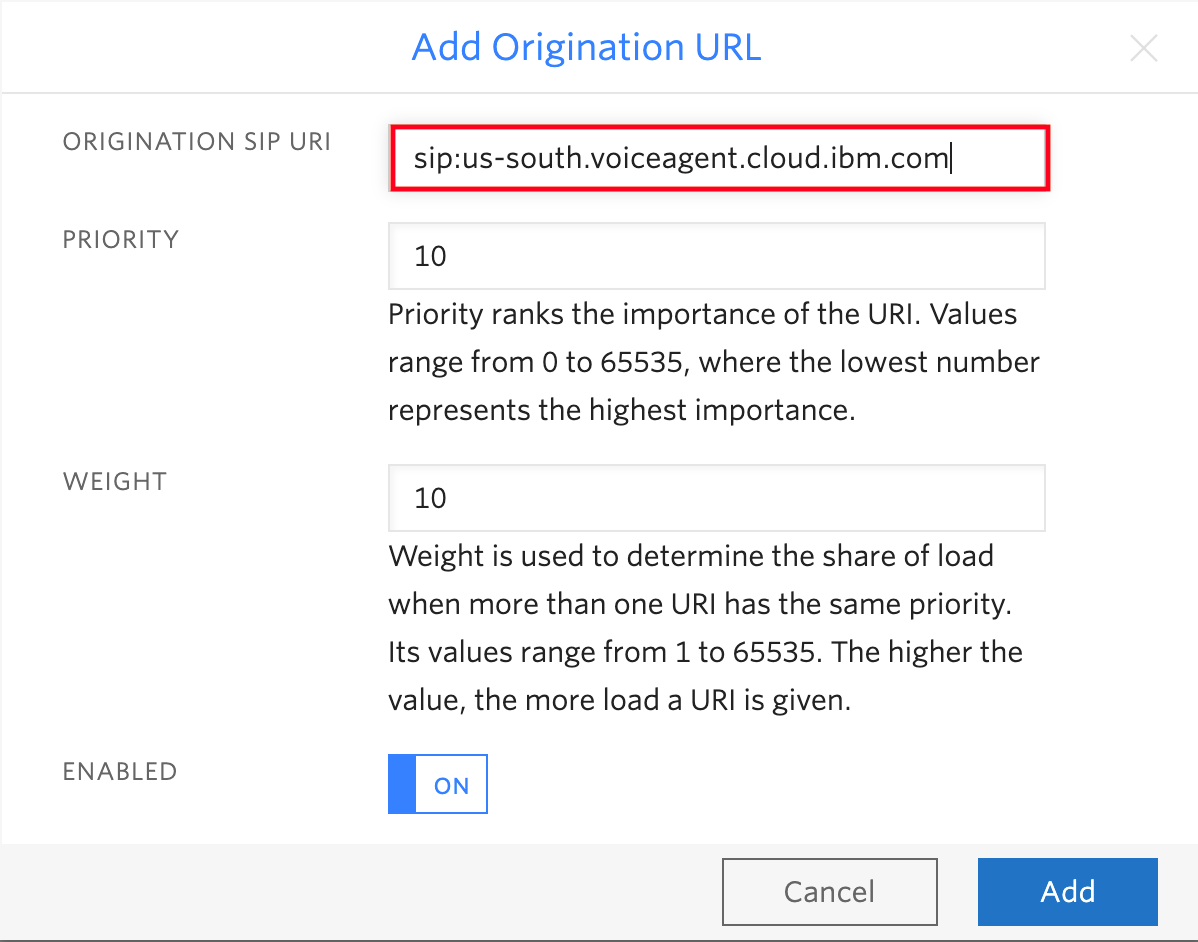 Add Origination URL
ORIGINATION SIP URI
sip:us-south.voiceagent.cloud.ibm.com
PRIORITY
10
Priority ranks the importance of the URI. Values
range from 0 to 65535, where the lowest number
represents the highest importance.
WEIGHT
10
Weight is used to determine the share of load
when more than one URI has the same priority.
Its values range from 1 to 65535. The higher the
value, the more load a URI is given.
ENABLED
ON
Cancel
Add